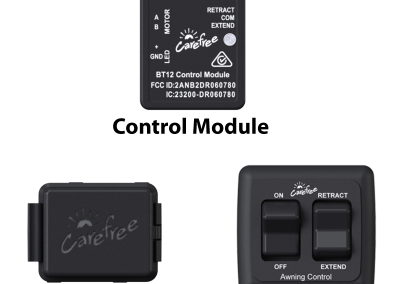 A
B
MOTOR
RETRACT
COM
EXTEND
+
GND
LED
Carefree
BT12 Control Module
FCC ID:2ANB2DR060780
IC:23200-DR060780
Control Module
Carefree
ON
Carefree
RETRACT
OFF
EXTEND
Awning Control